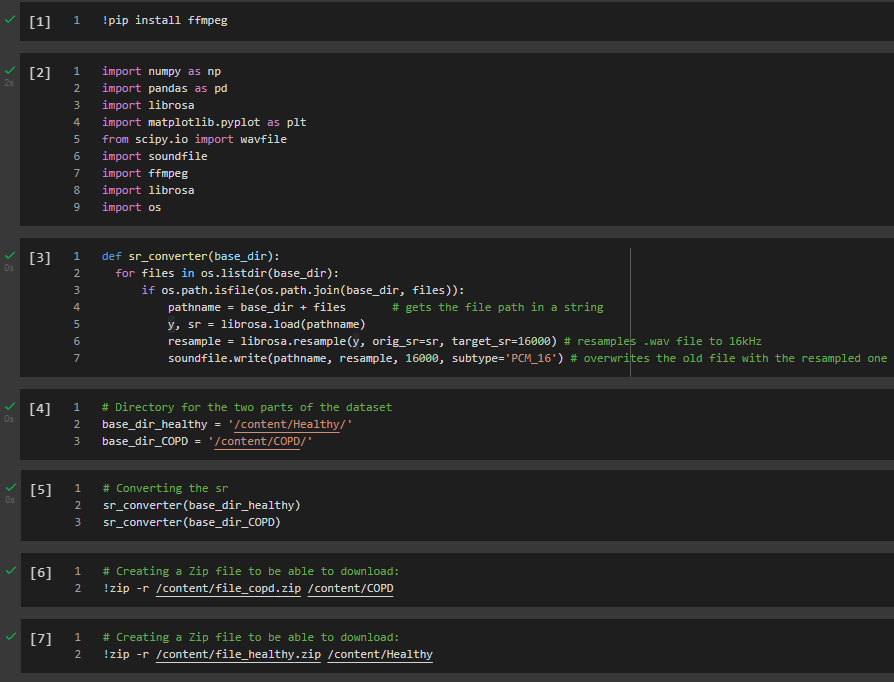 [1] 1 !pip install ffmpeg
2s
[2] 1 import numpy as np
2 import pandas as pd
3 import librosa
4 import matplotlib.pyplot as plt
5 from scipy.io import wavfile
6 import soundfile
7 import ffmpeg
8 import librosa
9 import os
0s
[3] 1 def sr_converter(base_dir):
2   for files in os.listdir(base_dir):
3       if os.path.isfile(os.path.join(base_dir, files)):
4           pathname = base_dir + files      # gets the file path in a string
5           y, sr = librosa.load(pathname)
6           resample = librosa.resample(y, orig_sr=sr, target_sr=16000) # resamples .wav file to 16kHz
7           soundfile.write(pathname, resample, 16000, subtype='PCM_16') # overwrites the old file with the resampled one
0s
[4] 1 # Directory for the two parts of the dataset
2 base_dir_healthy = '/content/Healthy/'
3 base_dir_COPD = '/content/COPD/'
0s
[5] 1 # Converting the sr
2 sr_converter(base_dir_healthy)
3 sr_converter(base_dir_COPD)
[6] 1 # Creating a Zip file to be able to download:
2 !zip -r /content/file_copd.zip /content/COPD
[7] 1 # Creating a Zip file to be able to download:
2 !zip -r /content/file_healthy.zip /content/Healthy